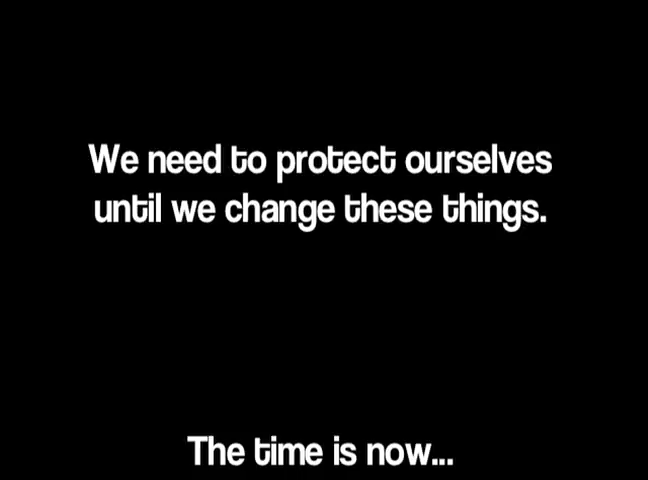 We need to protect ourselves
until we change these things.
The time is now...